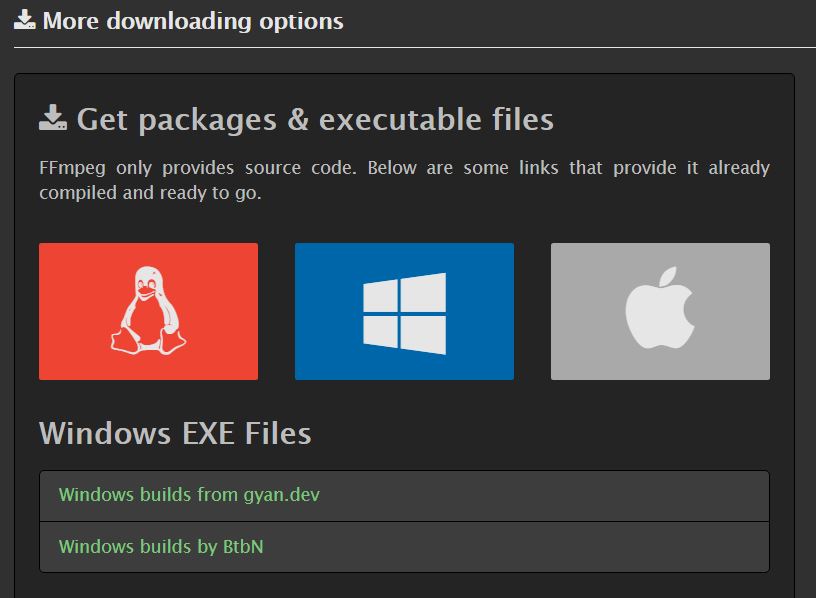 More downloading options
Get packages & executable files
FFmpeg only provides source code. Below are some links that provide it already
compiled and ready to go.
Windows EXE Files
Windows builds from gyan.dev
Windows builds by BtbN